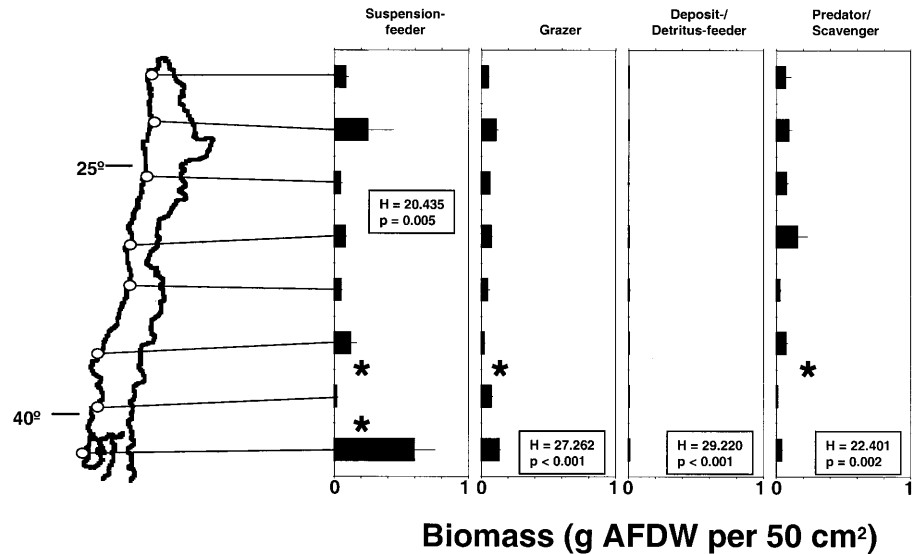 Suspension-
feeder
Grazer
Deposit-/
Detritus-feeder
Predator/
Scavenger
25º
H = 20.435
p = 0.005
*
*
*
*
40º
H = 27.262
p < 0.001
H = 29.220
p < 0.001
H = 22.401
p = 0.002
0 1 0 1 0 1 0 1
Biomass (g AFDW per 50 cm²)